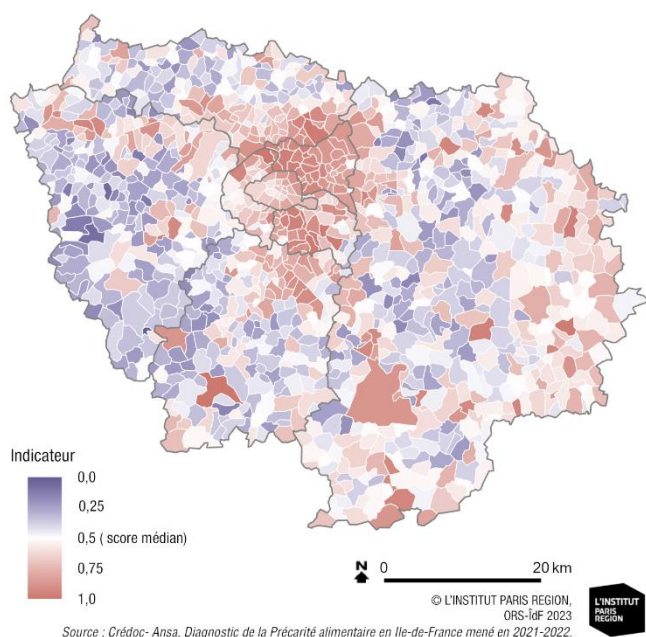 Indicateur
0,0
0,25
0,5 ( score médian)
0,75
1,0
N
0
20 km
© L'INSTITUT PARIS REGION,
ORS-ÎdF 2023
L'INSTITUT
PARIS
REGION
Source : Crédoc- Ansa. Diagnostic de la Précarité alimentaire en Ile-de-France mené en 2021-2022.